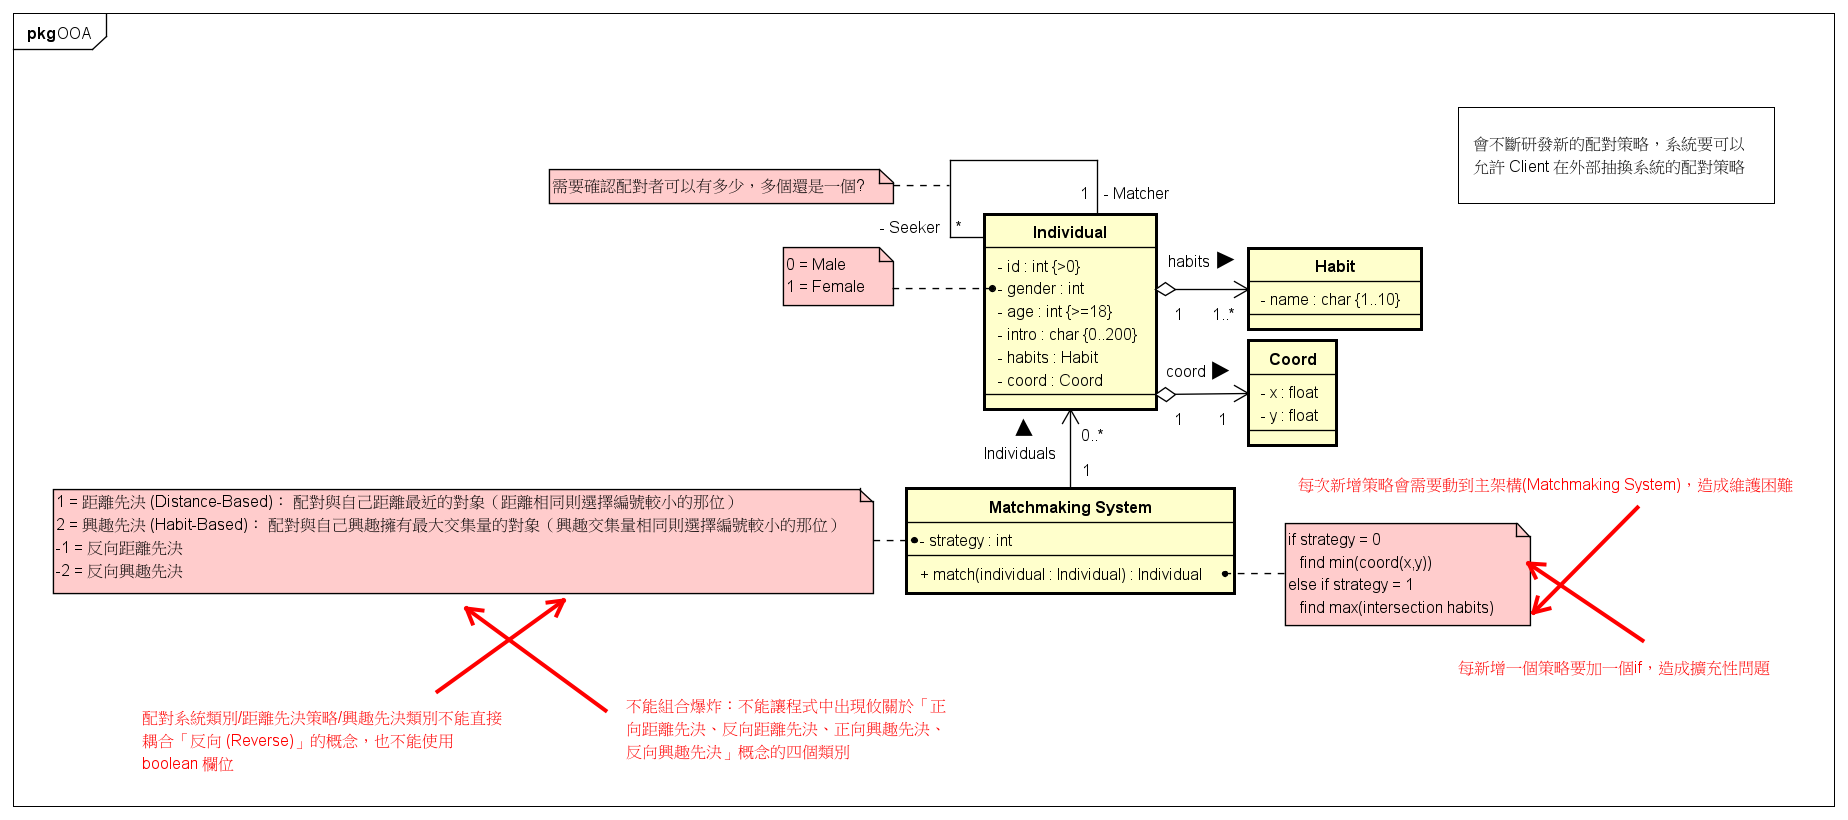 pkg OOA
會不斷研發新的配對策略，系統要可以
允許 Client 在外部抽換系統的配對策略
需要確認配對者可以有多少，多個還是一個?
1
- Matcher
- Seeker
*
Individual
- id : int {>0}
- gender : int
- age : int {>=18}
- intro : char {0..200}
- habits : Habit
- coord : Coord
0 = Male
1 = Female
habits
1
1..*
Habit
- name : char {1..10}
coord
1
1
Coord
- x : float
- y : float
0..*
Individuals
1
Matchmaking System
- strategy : int
+ match(individual : Individual) : Individual
1 = 距離先決 (Distance-Based)： 配對與自己距離最近的對象（距離相同則選擇編號較小的那位）
2 = 興趣先決 (Habit-Based)： 配對與自己興趣擁有最大交集量的對象（興趣交集量相同則選擇編號較小的那位）
-1 = 反向距離先決
-2 = 反向興趣先決
每次新增策略會需要動到主架構(Matchmaking System)，造成維護困難
if strategy = 0
find min(coord(x,y))
else if strategy = 1
find max(intersection habits)
每新增一個策略要加一個if，造成擴充性問題
配對系統類別/距離先決策略/興趣先決類別不能直接
耦合「反向 (Reverse)」的概念，也不能使用
boolean 欄位
不能組合爆炸：不能讓程式中出現攸關於「正
向距離先決、反向距離先決、正向興趣先決、
反向興趣先決」概念的四個類別